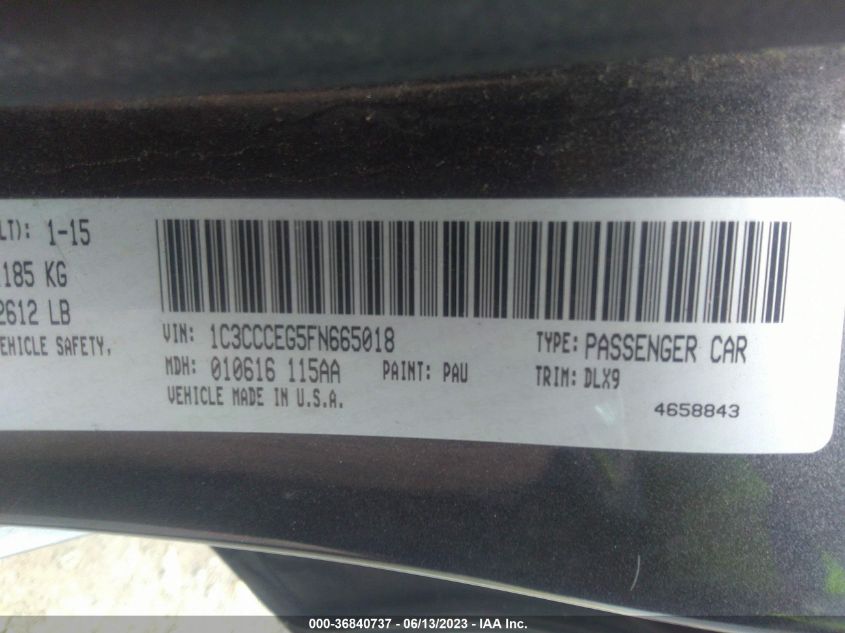 LT): 1-15
185 KG
2612 LB
EHICLE SAFETY,
VIN: 1C3CCCEG5FN665018
TYPE: PASSENGER CAR
MDH: 010616 115AA
PAINT: PAU
TRIM: DLX9
VEHICLE MADE IN U.S.A.
4658843
000-36840737 - 06/13/2023 - IAA Inc.